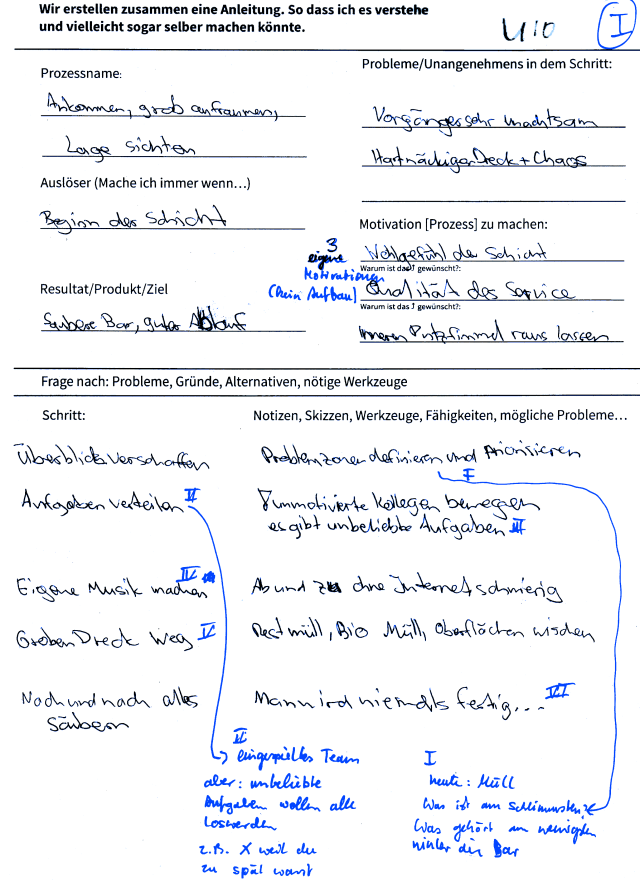 Wir erstellen zusammen eine Anleitung. So dass ich es verstehe
und vielleicht sogar selber machen könnte.
U10
I
Prozessname:
Ankommen, grob aufräumen,
Lage sichten
Auslöser (Mache ich immer wenn…)
Beginn der Schicht
Resultat/Produkt/Ziel
Saubere Bar, guter Ablauf
Probleme/Unangenehmens in dem Schritt:
Vorgänger sehr unachtsam
Hartnäckiger Dreck + Chaos
Motivation [Prozess] zu machen:
3
eigene
Motivationen
(kein Aufbau)
Wohlgefühl der Schicht
Warum ist das gewünscht?:
Qualität des Service
Warum ist das gewünscht?:
inneren Putzfimmel raus lassen
Frage nach: Probleme, Gründe, Alternativen, nötige Werkzeuge
Schritt:
Notizen, Skizzen, Werkzeuge, Fähigkeiten, mögliche Probleme…
Überblick verschaffen
Problemzonen definieren und Priorisieren
I
Aufgaben verteilen II
unmotivierte Kollegen bewegen
es gibt unbeliebte Aufgaben III
Eigene Musik machen IV
Ab und zu ohne Internet schwierig
Groben Dreck weg V
Restmüll, Bio Müll, Oberflächen wischen
Nach und nach alles
säubern
Man wird niemals fertig... VI
II
eingespieltes Team
aber: unbeliebte
Aufgaben wollen alle
loswerden
z.B. X weil du
zu spät warst
I
heute: Müll
Was ist am schlimmsten?
Was gehört am wenigsten
hinter die Bar